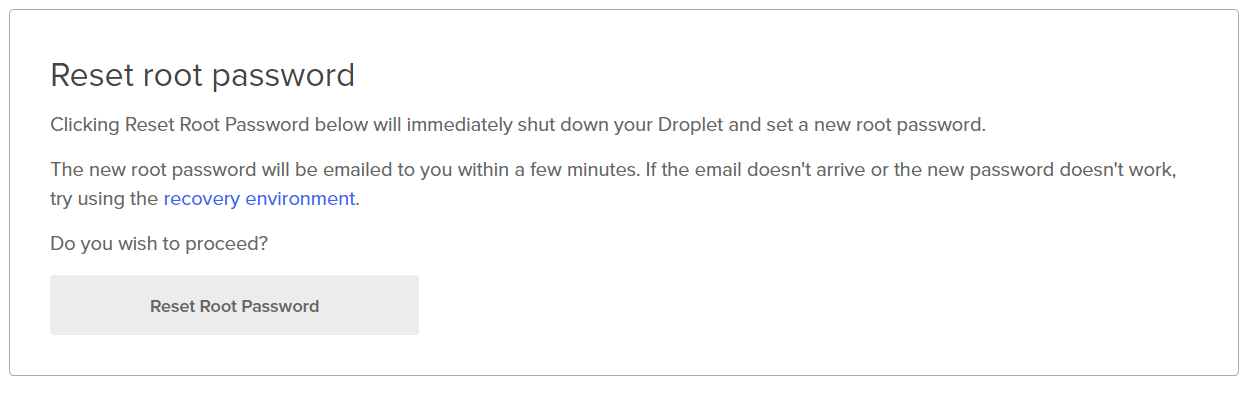 Reset root password
Clicking Reset Root Password below will immediately shut down your Droplet and set a new root password.
The new root password will be emailed to you within a few minutes. If the email doesn't arrive or the new password doesn't work,
try using the recovery environment.
Do you wish to proceed?
Reset Root Password